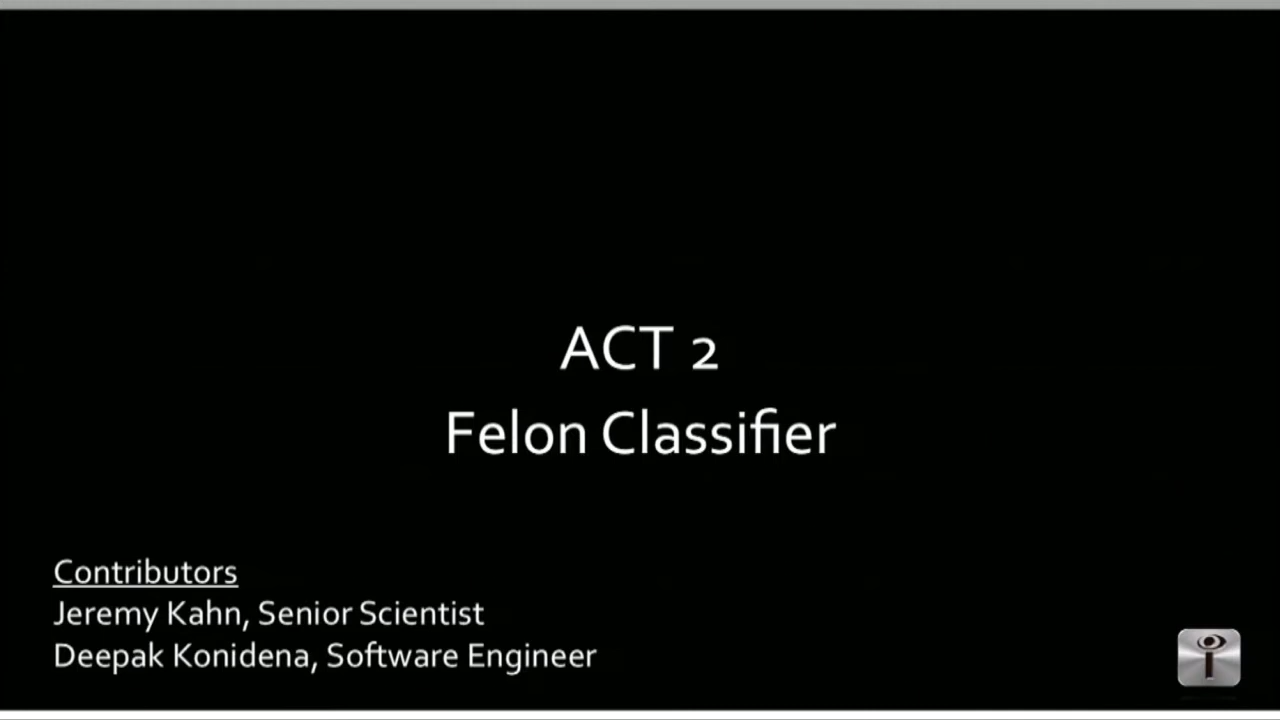 ACT 2
Felon Classifier
Contributors
Jeremy Kahn, Senior Scientist
Deepak Konidena, Software Engineer